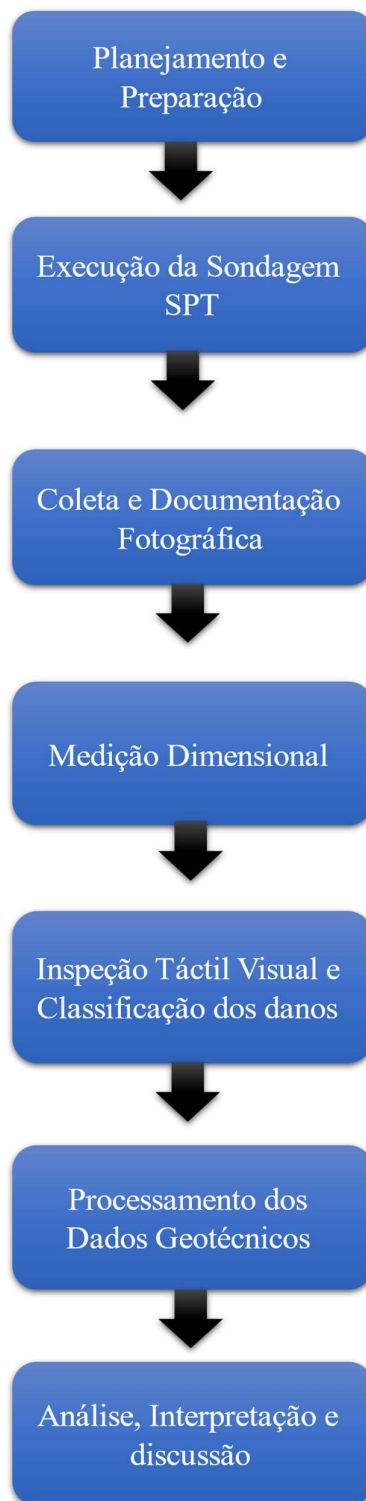 Planejamento e
Preparação
Execução da Sondagem
SPT
Coleta e Documentação
Fotográfica
Medição Dimensional
Inspeção Táctil Visual e
Classificação dos danos
Processamento dos
Dados Geotécnicos
Análise, Interpretação e
discussão